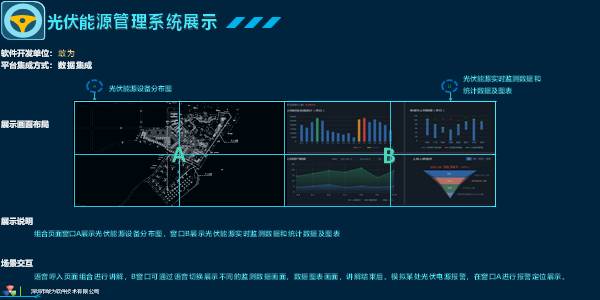 光伏能源管理系统展示
软件开发单位：敢为
平台集成方式：数据集成
光伏能源设备分布图
光伏能源实时监测数据和
统计数据及图表
展示画面布局
A
B
展示说明
组合页面窗口A展示光伏能源设备分布图，窗口B展示光伏能源实时监测数据和统计数据及图表
场景交互
语音呼入页面组合进行讲解，B窗口可通过语音切换展示不同的监测数据画面，数据图表画面，讲解结束后，模拟某处光伏电源报警，在窗口A进行报警定位展示。
深圳市敢为软件技术有限公司